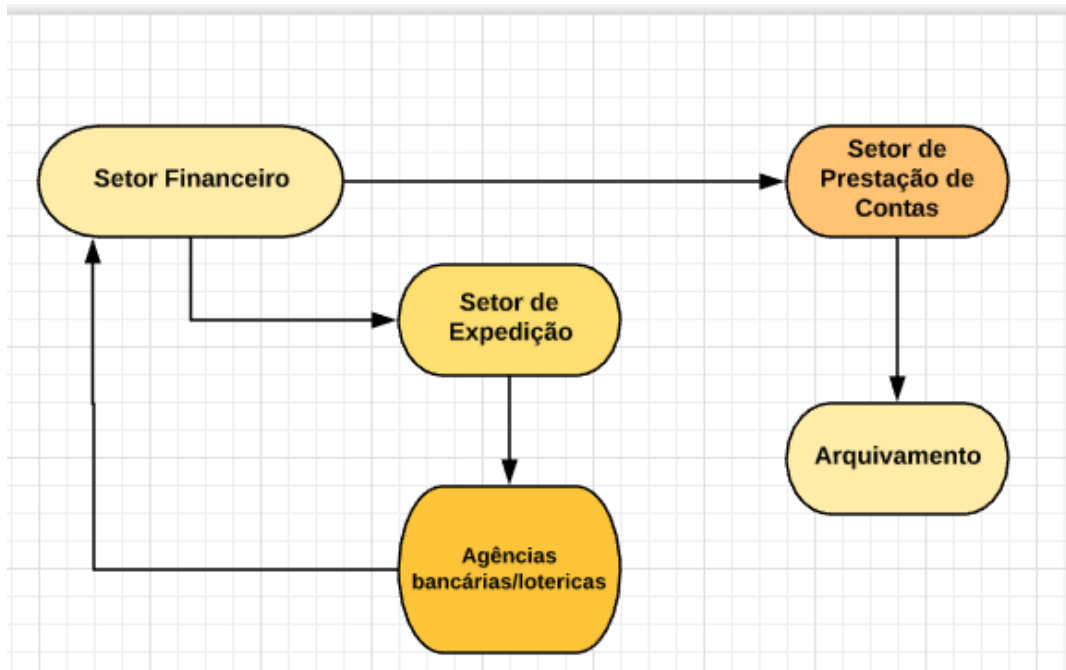 Setor Financeiro
Setor de
Prestação de
Contas
Setor de
Expedição
Arquivamento
Agências
bancárias/lotericas